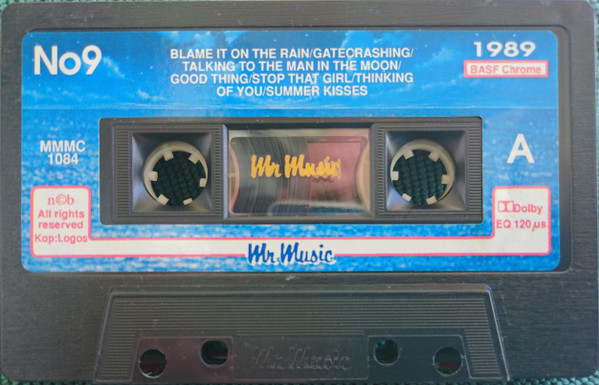 No9
BLAME IT ON THE RAIN/GATECRASHING/
TALKING TO THE MAN IN THE MOON/
GOOD THING/STOP THAT GIRL/THINKING
OF YOU/SUMMER KISSES
1989
BASF Chrome
MMMC
1084
Mr Music
A
n©b
All rights
reserved
Kop:Logos
Dolby
EQ 120 µs
Mr. Music
Mr Music